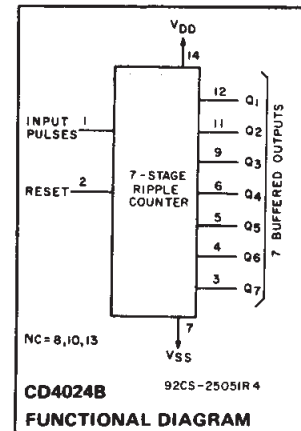 VDD
14
INPUT
PULSES
1
RESET
2
7-STAGE
RIPPLE
COUNTER
12
Q1
11
Q2
9
Q3
6
Q4
5
Q5
4
Q6
3
Q7
7 BUFFERED OUTPUTS
7
VSS
NC=8,10,13
92CS-25051R4
CD4024B
FUNCTIONAL DIAGRAM